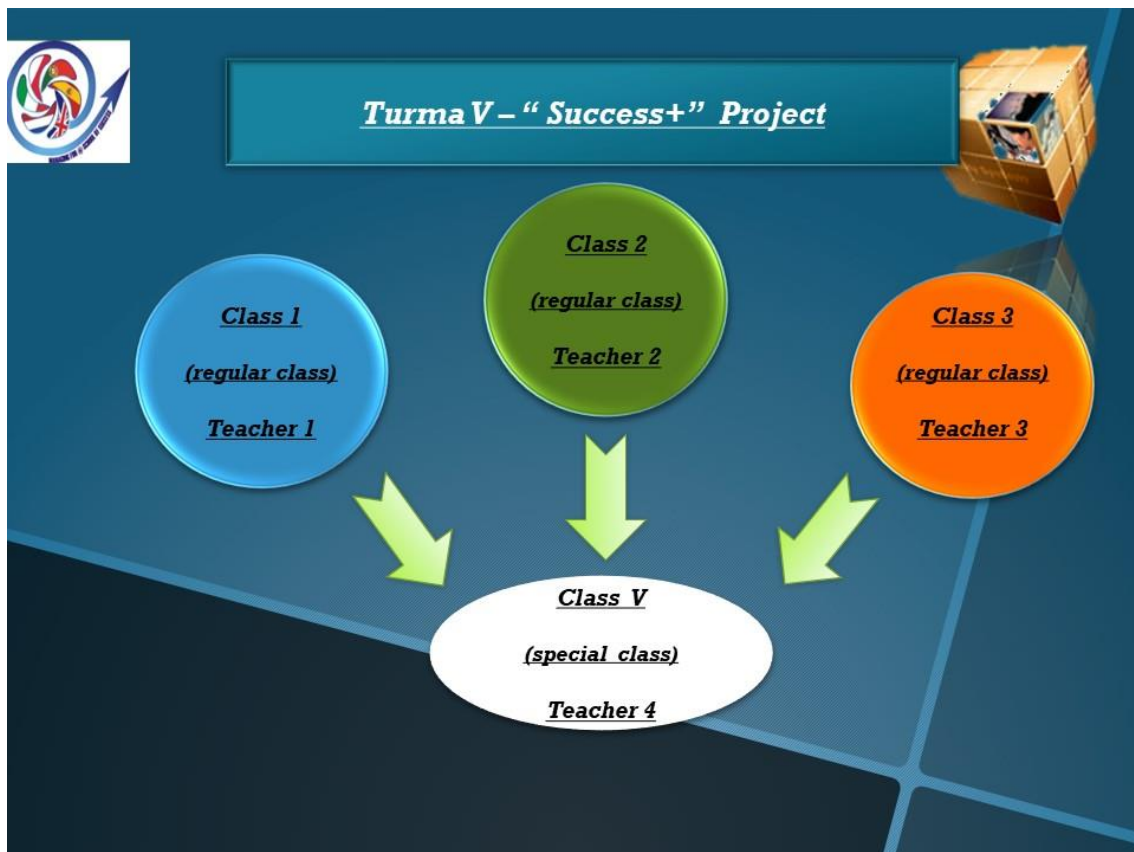 Turma V – “ Success+” Project
Class 1
(regular class)
Teacher 1
Class 2
(regular class)
Teacher 2
Class 3
(regular class)
Teacher 3
Class V
(special class)
Teacher 4